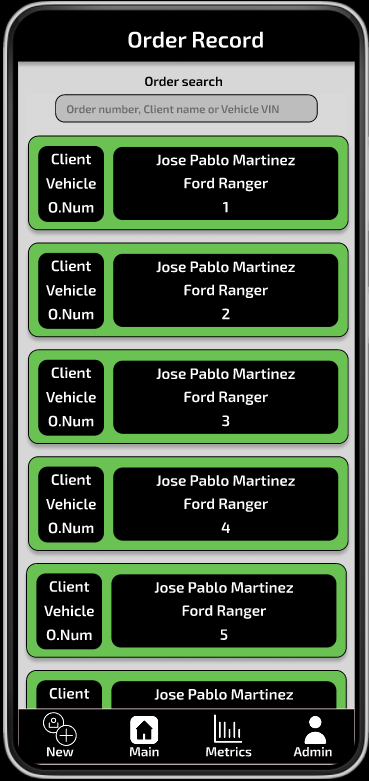 Order Record
Order search
Order number, Client name or Vehicle VIN
Client Jose Pablo Martinez
Vehicle Ford Ranger
O.Num 1
Client Jose Pablo Martinez
Vehicle Ford Ranger
O.Num 2
Client Jose Pablo Martinez
Vehicle Ford Ranger
O.Num 3
Client Jose Pablo Martinez
Vehicle Ford Ranger
O.Num 4
Client Jose Pablo Martinez
Vehicle Ford Ranger
O.Num 5
Client Jose Pablo Martinez
New Main Metrics Admin